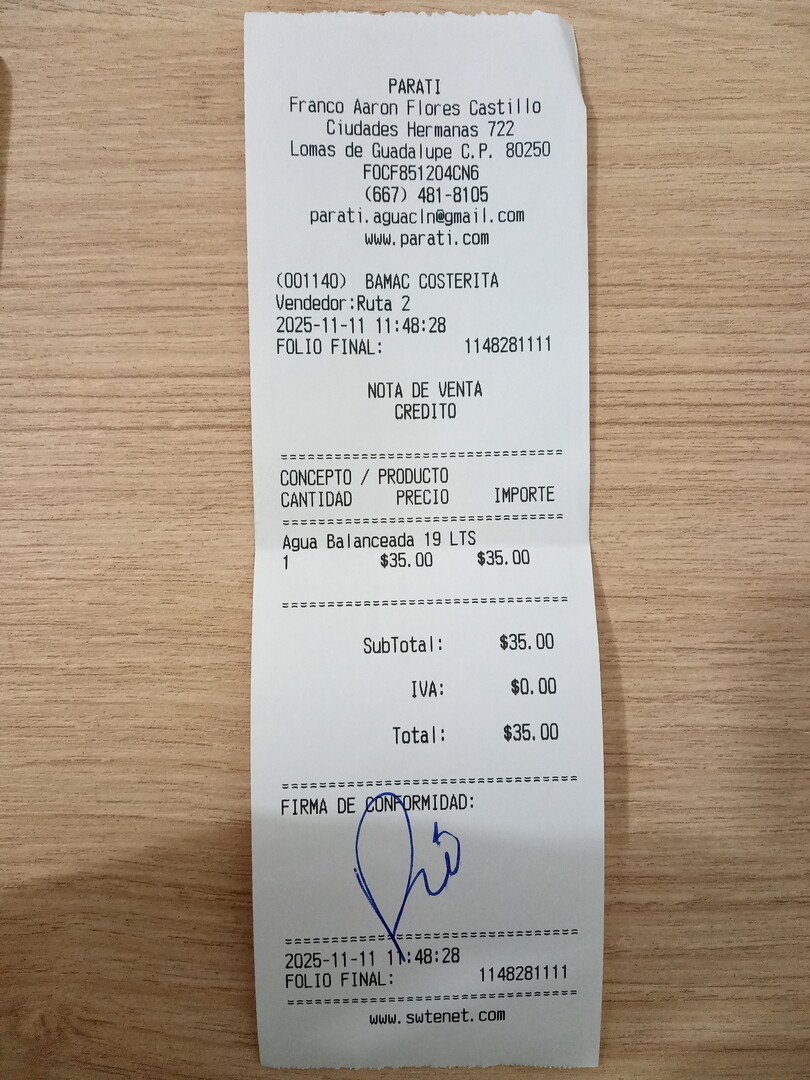 PARATI
Franco Aaron Flores Castillo
Ciudades Hermanas 722
Lomas de Guadalupe C.P. 80250
FOCF851204CN6
(667) 481-8105
parati.aguacln@gmail.com
www.parati.com
(001140) BAMAC COSTERITA
Vendedor:Ruta 2
2025-11-11 11:48:28
FOLIO FINAL: 1148281111
NOTA DE VENTA
CREDITO
==============================
CONCEPTO / PRODUCTO
CANTIDAD PRECIO IMPORTE
==============================
Agua Balanceada 19 LTS
1 $35.00 $35.00
==============================
SubTotal: $35.00
IVA: $0.00
Total: $35.00
==============================
FIRMA DE CONFORMIDAD:
==============================
2025-11-11 11:48:28
FOLIO FINAL: 1148281111
==============================
www.swtenet.com